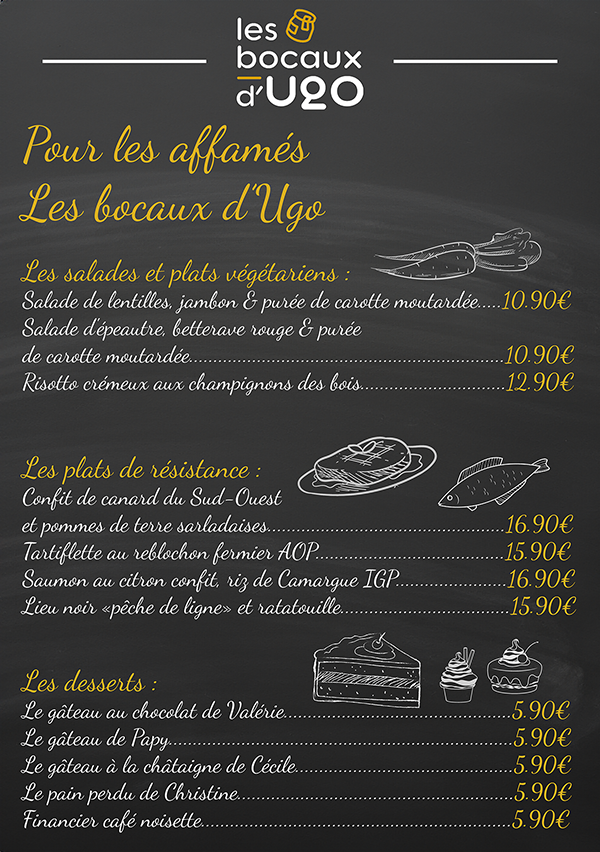 les
bocaux
d'Ugo
Pour les affamés
Les bocaux d'Ugo
Les salades et plats végétariens :
Salade de lentilles, jambon & purée de carotte moutardée.....10.90€
Salade d'épeautre, betterave rouge & purée
de carotte moutardée..........................................................10.90€
Risotto crémeux aux champignons des bois..........................12.90€
Les plats de résistance :
Confit de canard du Sud-Ouest
et pommes de terre sarladaises...........................................16.90€
Tartiflette au reblochon fermier AOP..................................15.90€
Saumon au citron confit, riz de Camargue IGP....................16.90€
Lieu noir «pêche de ligne» et ratatouille..............................15.90€
Les desserts :
Le gâteau au chocolat de Valérie.........................................5.90€
Le gâteau de Papy..............................................................5.90€
Le gâteau à la châtaigne de Cécile.......................................5.90€
Le pain perdu de Christine.................................................5.90€
Financier café noisette........................................................5.90€